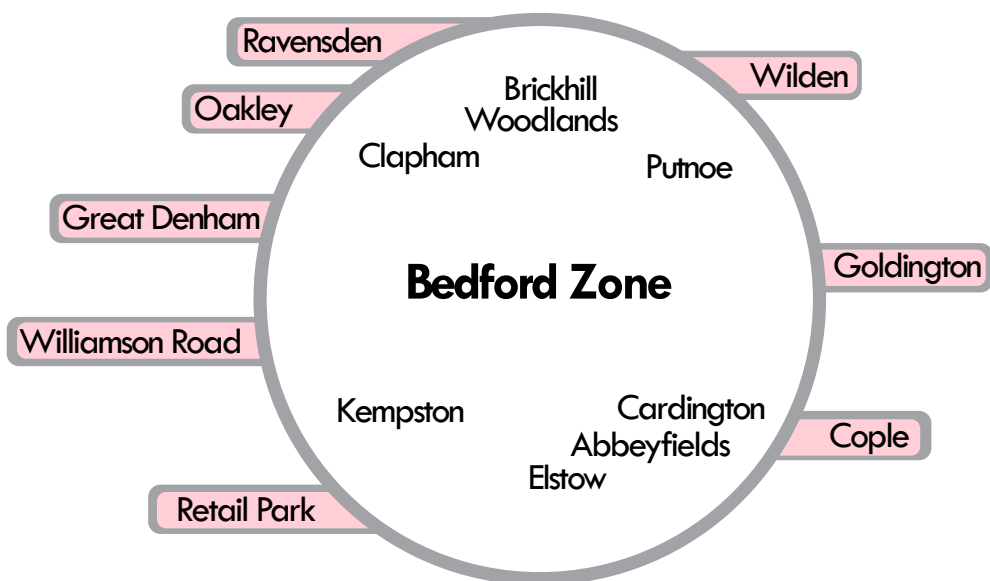 Ravensden
Wilden
Brickhill
Woodlands
Oakley
Clapham
Putnoe
Great Denham
Goldington
Bedford Zone
Williamson Road
Kempston
Cardington
Cople
Abbeyfields
Elstow
Retail Park